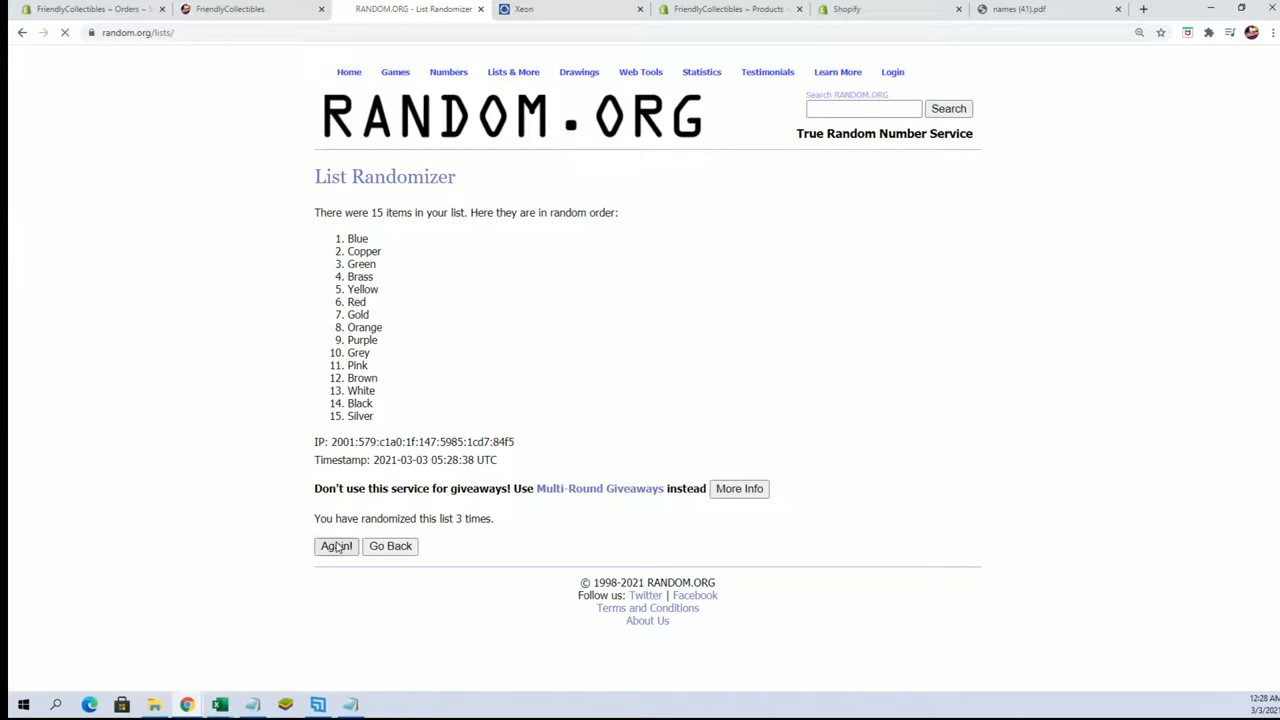 FriendlyCollectibles ~ Orders ~ S
FriendlyCollectibles
RANDOM.ORG - List Randomizer
Xeon
FriendlyCollectibles ~ Products ~
Shopify
names (41).pdf
random.org/lists/
Home Games Numbers Lists & More Drawings Web Tools Statistics Testimonials Learn More Login
RANDOM.ORG
Search RANDOM.ORG
Search
True Random Number Service
List Randomizer
There were 15 items in your list. Here they are in random order:
1. Blue
2. Copper
3. Green
4. Brass
5. Yellow
6. Red
7. Gold
8. Orange
9. Purple
10. Grey
11. Pink
12. Brown
13. White
14. Black
15. Silver
IP: 2001:579:c1a0:1f:147:5985:1cd7:84f5
Timestamp: 2021-03-03 05:28:38 UTC
Don't use this service for giveaways! Use Multi-Round Giveaways instead More Info
You have randomized this list 3 times.
Again! Go Back
© 1998-2021 RANDOM.ORG
Follow us: Twitter | Facebook
Terms and Conditions
About Us
12:28 AM
3/3/2021